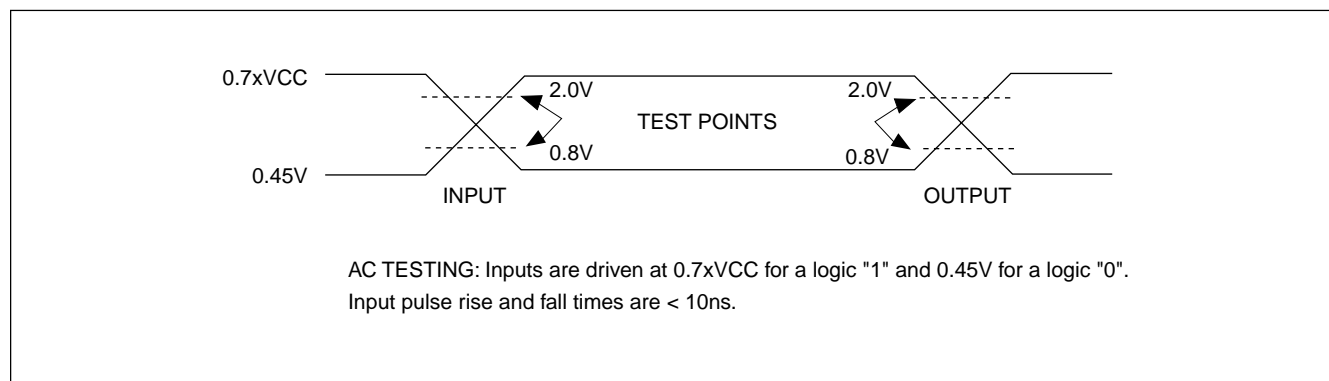 0.7xVCC
2.0V
2.0V
TEST POINTS
0.8V
0.8V
0.45V
INPUT
OUTPUT
AC TESTING: Inputs are driven at 0.7xVCC for a logic "1" and 0.45V for a logic "0".
Input pulse rise and fall times are < 10ns.